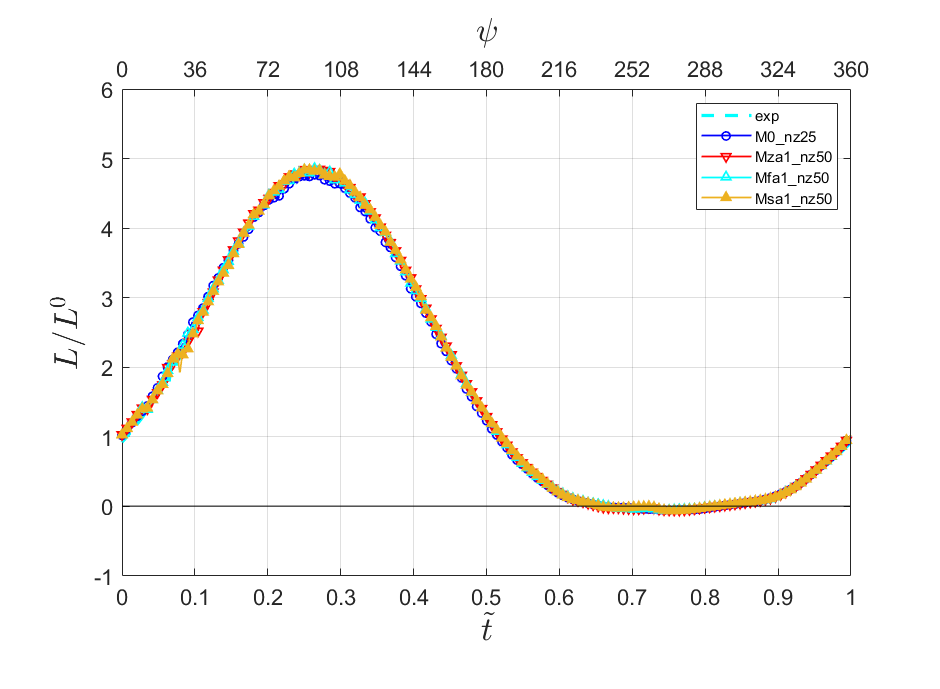 ψ
0 36 72 108 144 180 216 252 288 324 360
6
5
4
3
2
1
0
-1
L/L⁰
exp
M0_nz25
Mza1_nz50
Mfa1_nz50
Msa1_nz50
0 0.1 0.2 0.3 0.4 0.5 0.6 0.7 0.8 0.9 1
t̃